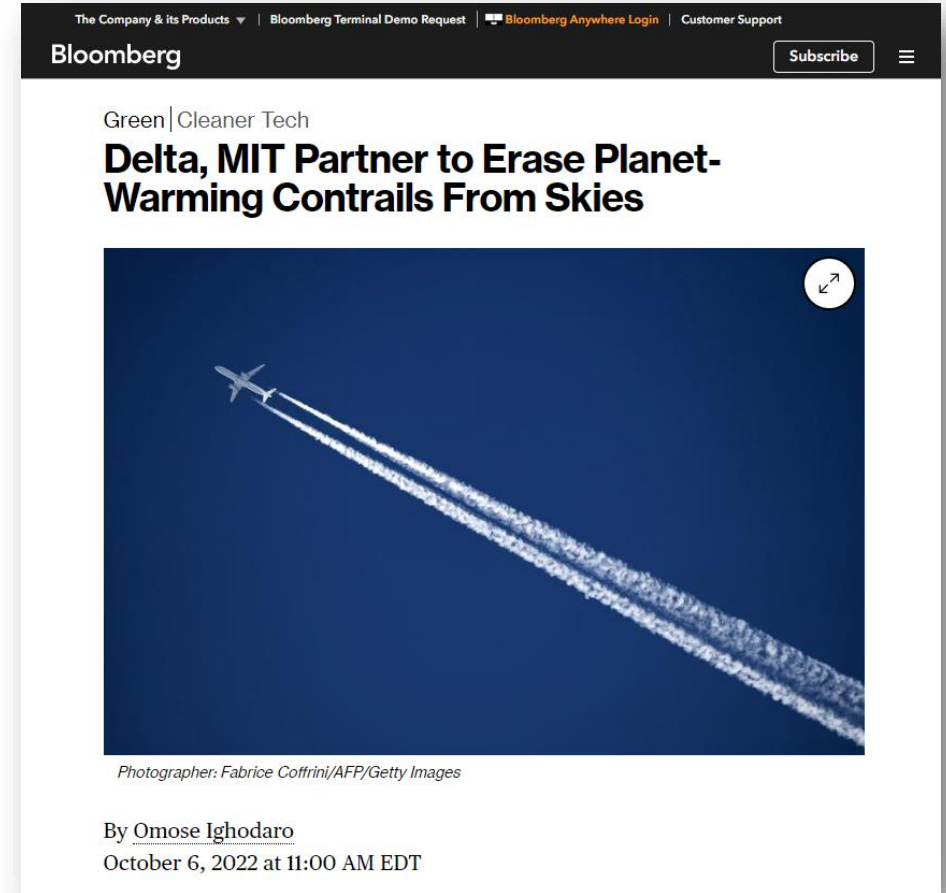 The Company & its Products ▼ | Bloomberg Terminal Demo Request | Bloomberg Anywhere Login | Customer Support
Bloomberg
Subscribe
Green | Cleaner Tech
Delta, MIT Partner to Erase Planet-
Warming Contrails From Skies
Photographer: Fabrice Coffrini/AFP/Getty Images
By Omose Ighodaro
October 6, 2022 at 11:00 AM EDT